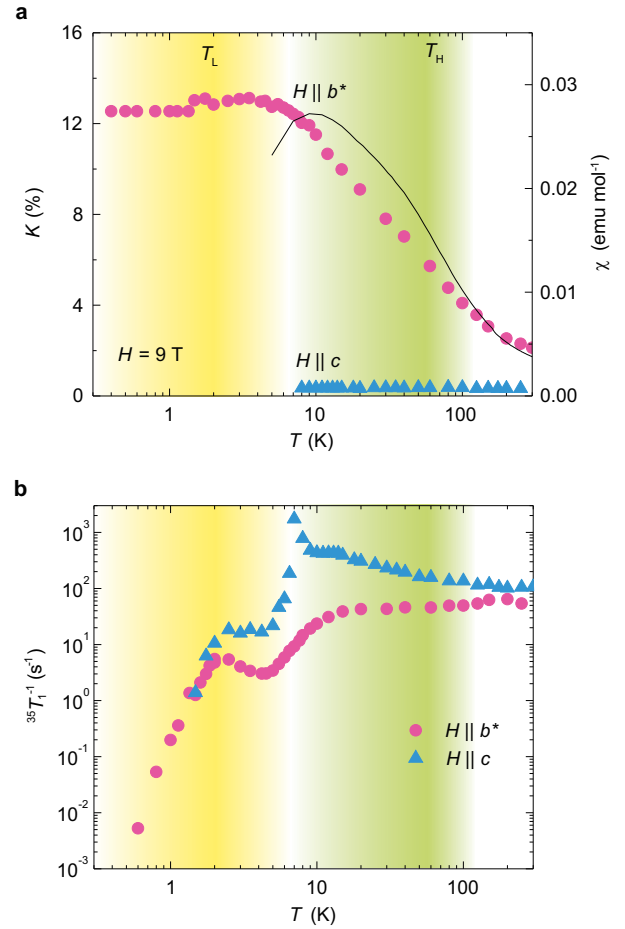 a
16
12
8
4
0
K (%)
T_L
T_H
H || b*
H = 9 T
H || c
0.03
0.02
0.01
0.00
χ (emu mol⁻¹)
1 10 100
T (K)
b
10³
10²
10¹
10⁰
10⁻¹
10⁻²
10⁻³
³⁵T₁⁻¹ (s⁻¹)
H || b*
H || c
1 10 100
T (K)